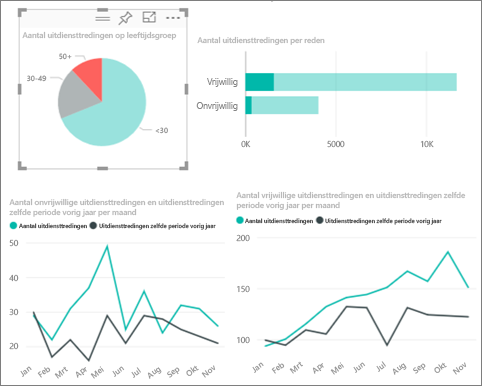 Aantal uitdiensttredingen op leeftijdsgroep
50+
30-49
<30
Aantal uitdiensttredingen per reden
Vrijwillig
Onvrijwillig
0K 5000 10K
Aantal onvrijwillige uitdiensttredingen en uitdiensttredingen
zelfde periode vorig jaar per maand
Aantal uitdiensttredingen Uitdiensttredingen zelfde periode vorig jaar
50
40
30
20
Jan Feb Mrt Apr Mei Jun Jul Aug Sep Okt Nov
Aantal vrijwillige uitdiensttredingen en uitdiensttredingen zelfde
periode vorig jaar per maand
Aantal uitdiensttredingen Uitdiensttredingen zelfde periode vorig jaar
200
150
100
Jan Feb Mrt Apr Mei Jun Jul Aug Sep Okt Nov